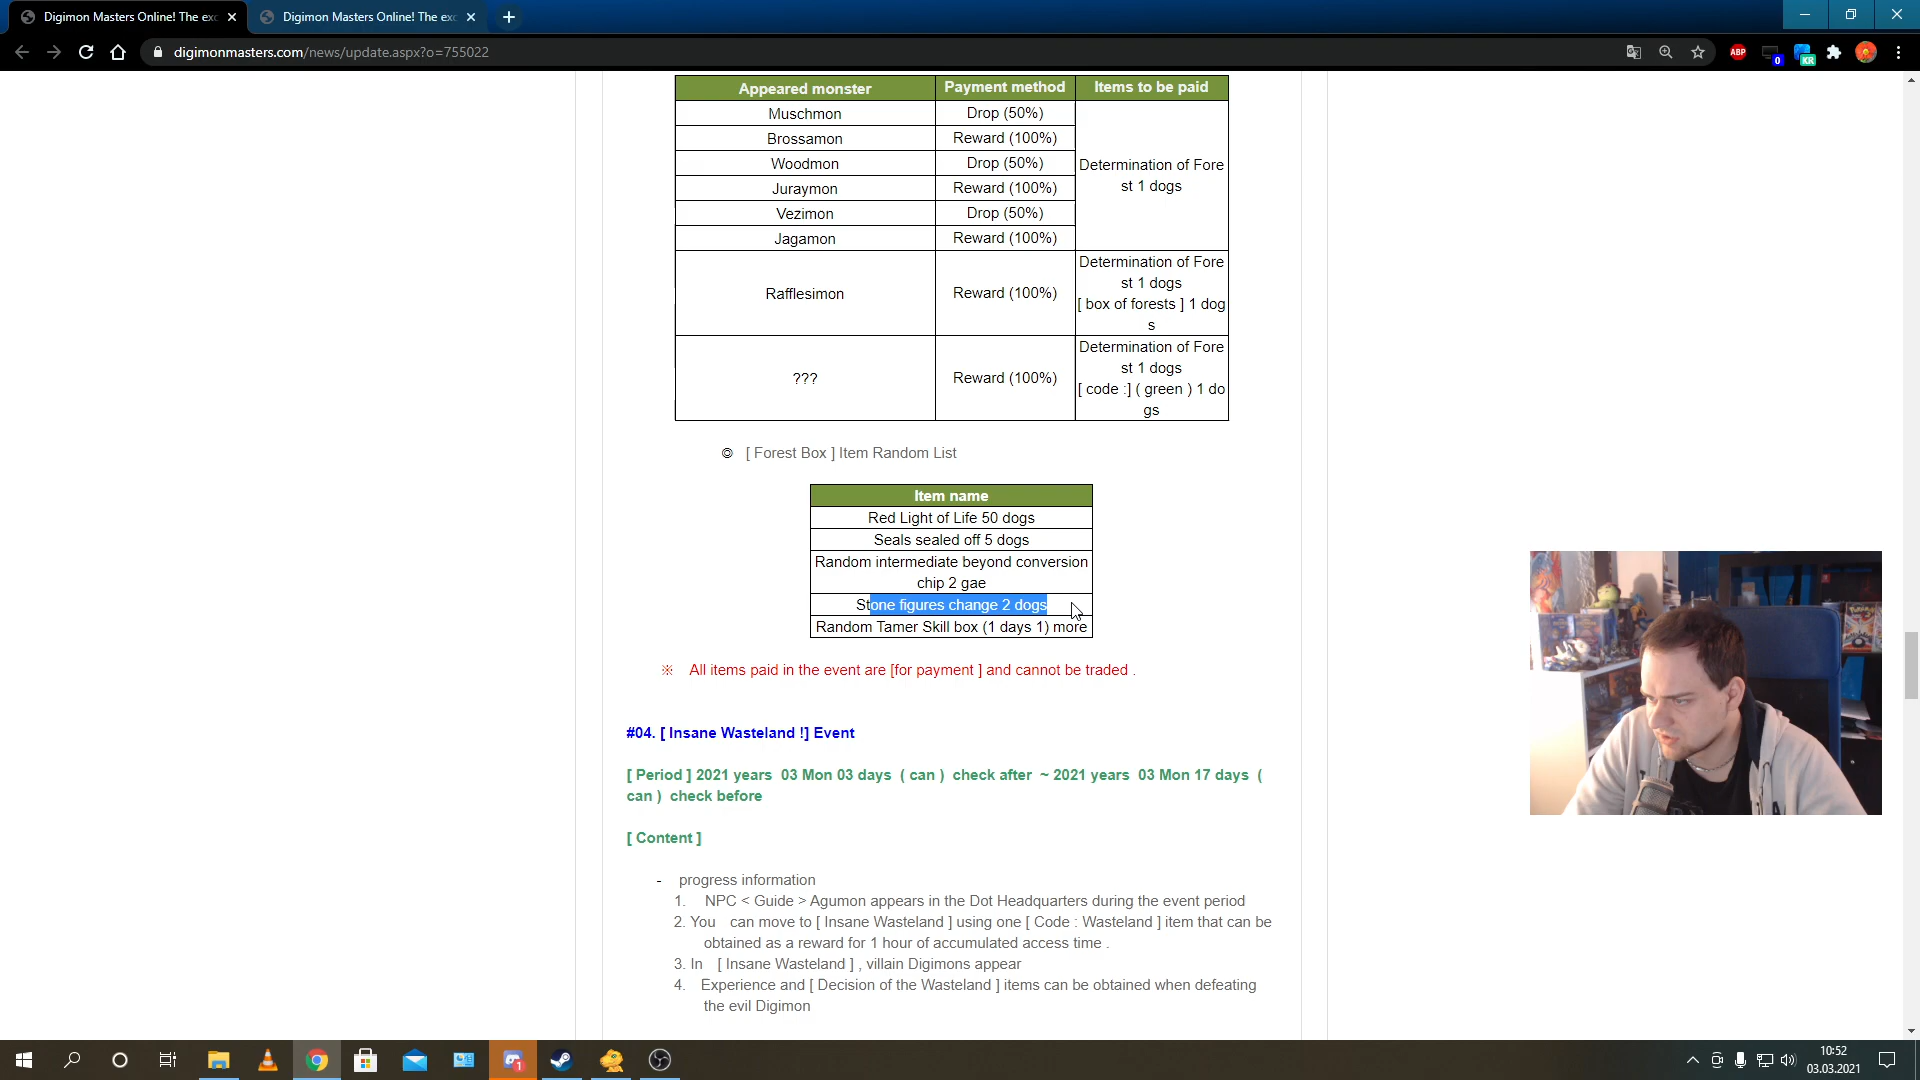 Digimon Masters Online! The exc
Digimon Masters Online! The exc
digimonmasters.com/news/update.aspx?o=755022
ABP
0
KR
Appeared monster Payment method Items to be paid
Muschmon Drop (50%)
Brossamon Reward (100%)
Woodmon Drop (50%)
Juraymon Reward (100%)
Vezimon Drop (50%)
Jagamon Reward (100%)
Determination of Fore
st 1 dogs
Rafflesimon Reward (100%)
Determination of Fore
st 1 dogs
[ box of forests ] 1 dog
s
??? Reward (100%)
Determination of Fore
st 1 dogs
[ code :] ( green ) 1 do
gs
◎ [ Forest Box ] Item Random List
Item name
Red Light of Life 50 dogs
Seals sealed off 5 dogs
Random intermediate beyond conversion
chip 2 gae
Stone figures change 2 dogs
Random Tamer Skill box (1 days 1) more
※ All items paid in the event are [for payment ] and cannot be traded .
#04. [ Insane Wasteland !] Event
[ Period ] 2021 years 03 Mon 03 days ( can ) check after ~ 2021 years 03 Mon 17 days (
can ) check before
[ Content ]
- progress information
1. NPC < Guide > Agumon appears in the Dot Headquarters during the event period
2. You can move to [ Insane Wasteland ] using one [ Code : Wasteland ] item that can be
obtained as a reward for 1 hour of accumulated access time .
3. In [ Insane Wasteland ] , villain Digimons appear
4. Experience and [ Decision of the Wasteland ] items can be obtained when defeating
the evil Digimon
1
10:52
03.03.2021